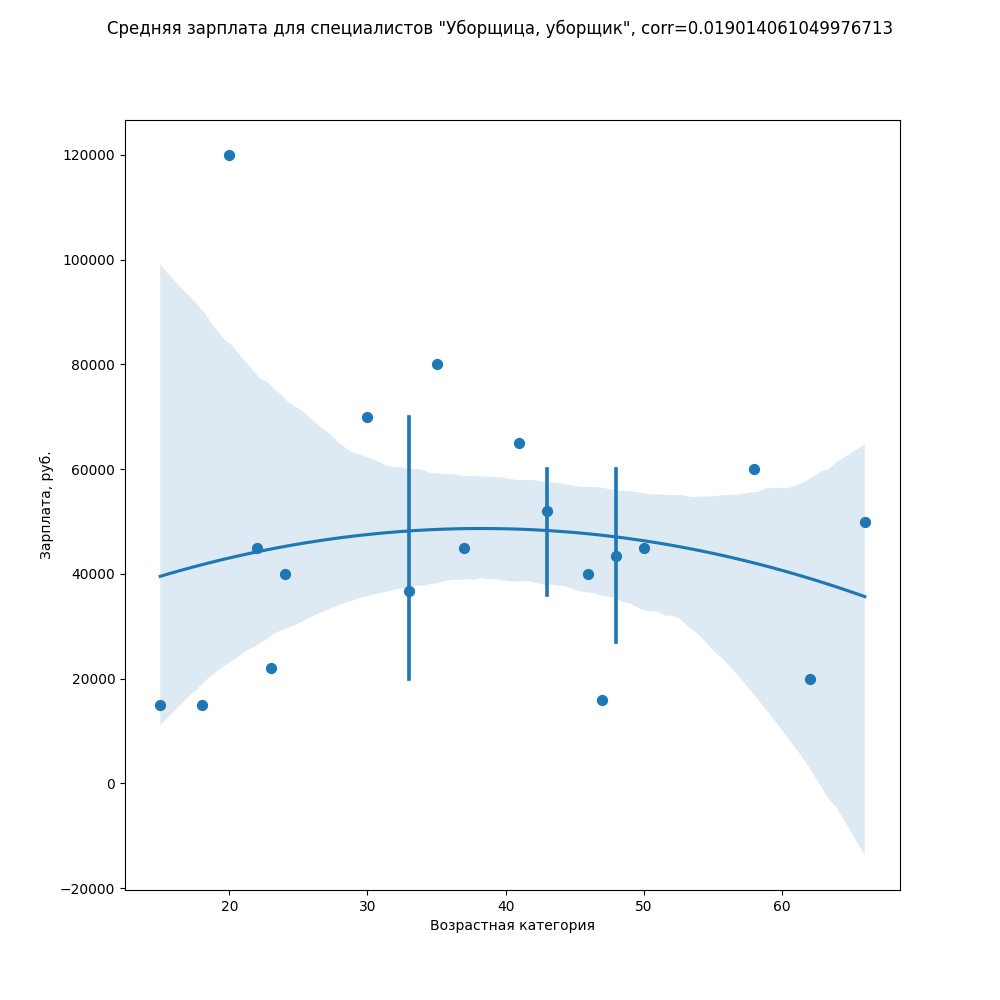 Средняя зарплата для специалистов "Уборщица, уборщик", corr=0.019014061049976713
120000
100000
80000
60000
40000
20000
0
−20000
Зарплата, руб.
20 30 40 50 60
Возрастная категория